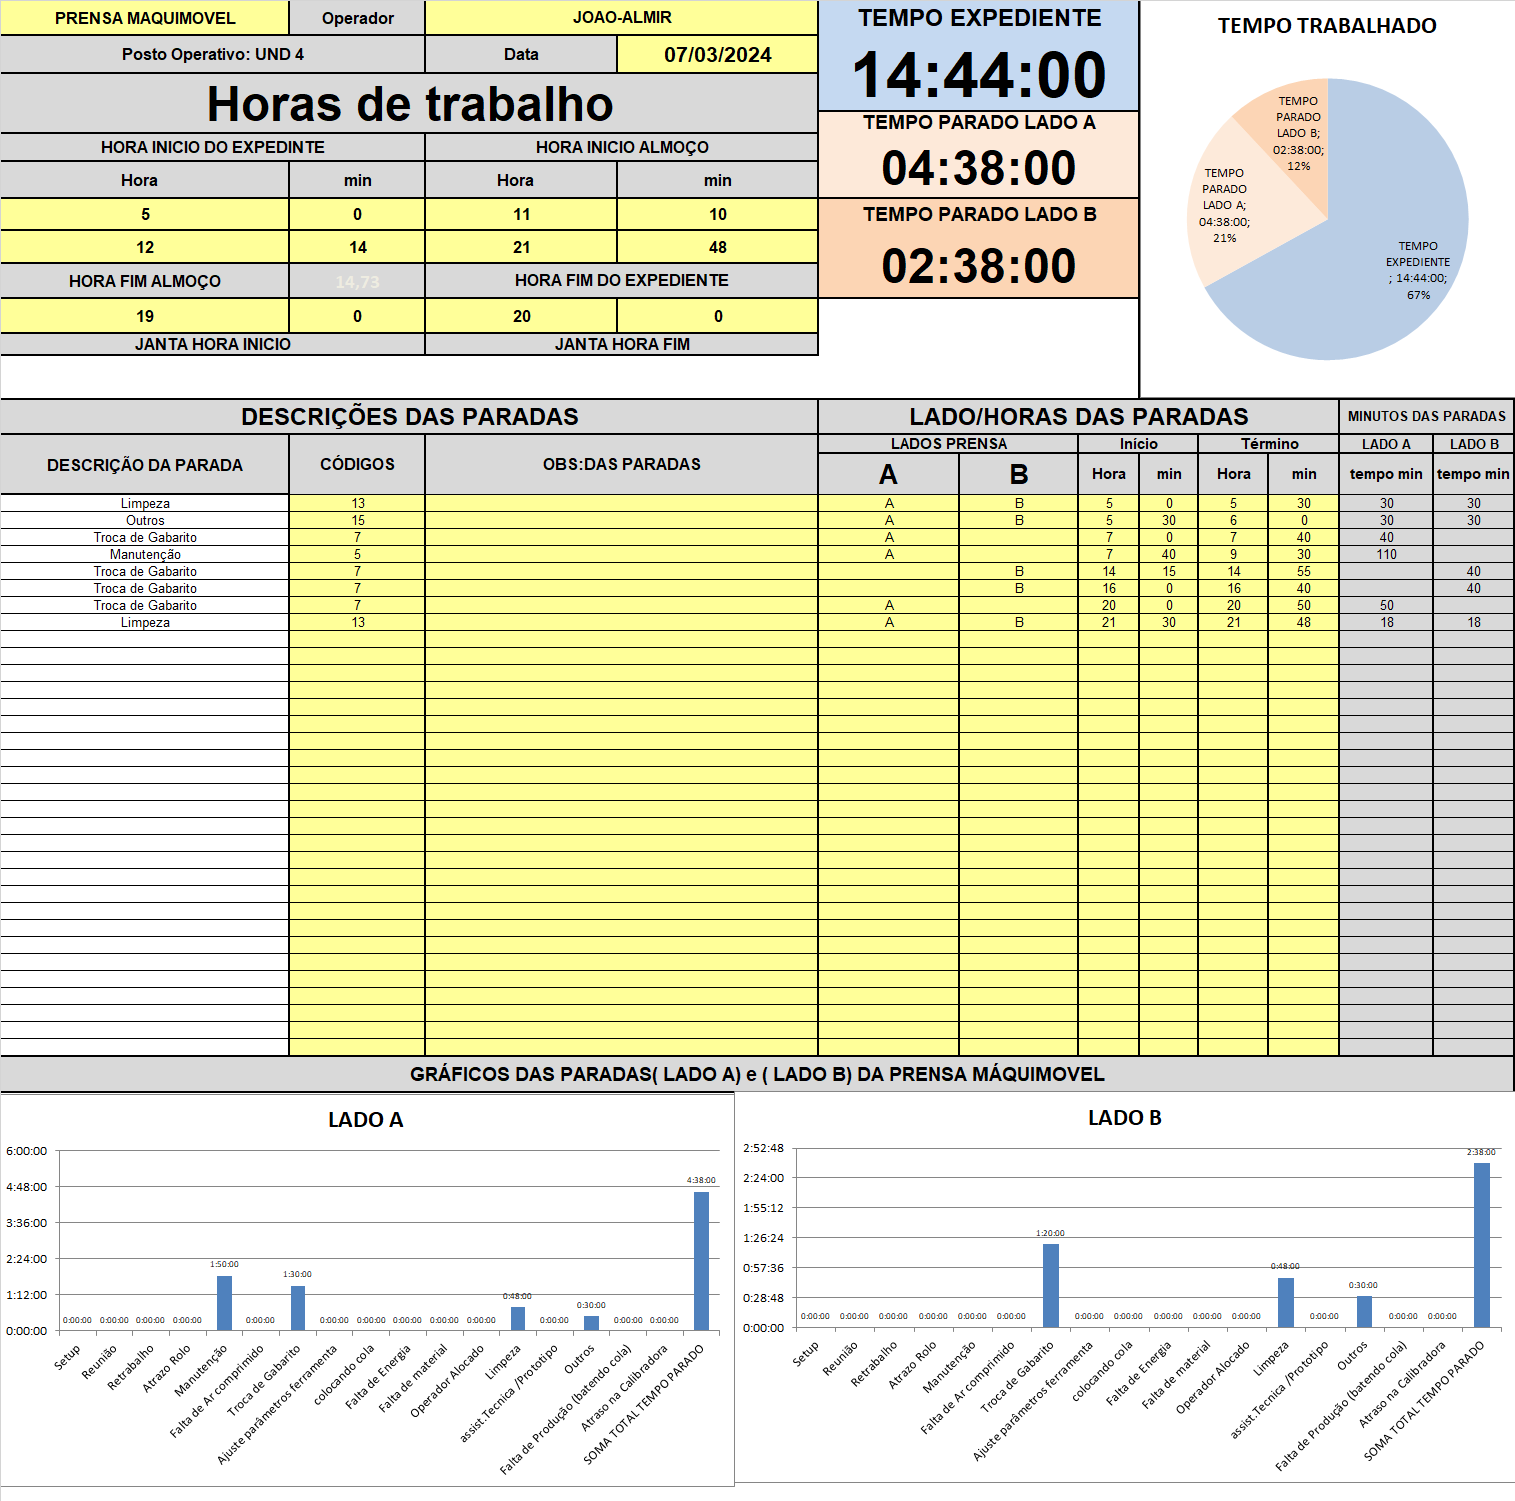 PRENSA MAQUIMOVEL Operador JOAO-ALMIR
Posto Operativo: UND 4 Data 07/03/2024
Horas de trabalho
HORA INICIO DO EXPEDINTE HORA INICIO ALMOÇO
Hora min Hora min
5 0 11 10
12 14 21 48
HORA FIM ALMOÇO 14,73 HORA FIM DO EXPEDIENTE
19 0 20 0
JANTA HORA INICIO JANTA HORA FIM
TEMPO EXPEDIENTE
14:44:00
TEMPO PARADO LADO A
04:38:00
TEMPO PARADO LADO B
02:38:00
TEMPO TRABALHADO
TEMPO
PARADO
LADO B;
02:38:00;
12%
TEMPO
PARADO
LADO A;
04:38:00;
21%
TEMPO
EXPEDIENTE
; 14:44:00;
67%
DESCRIÇÕES DAS PARADAS LADO/HORAS DAS PARADAS MINUTOS DAS PARADAS
LADOS PRENSA Início Término LADO A LADO B
DESCRIÇÃO DA PARADA CÓDIGOS OBS:DAS PARADAS A B Hora min Hora min tempo min tempo min
Limpeza 13 A B 5 0 5 30 30 30
Outros 15 A B 5 30 6 0 30 30
Troca de Gabarito 7 A 7 0 7 40 40
Manutenção 5 A 7 40 9 30 110
Troca de Gabarito 7 B 14 15 14 55 40
Troca de Gabarito 7 B 16 0 16 40 40
Troca de Gabarito 7 A 20 0 20 50 50
Limpeza 13 A B 21 30 21 48 18 18
GRÁFICOS DAS PARADAS( LADO A) e ( LADO B) DA PRENSA MÁQUIMOVEL
LADO A
6:00:00
4:48:00
3:36:00
2:24:00
1:12:00
0:00:00
0:00:00 0:00:00 0:00:00 0:00:00 1:50:00 0:00:00 1:30:00 0:00:00 0:00:00 0:00:00 0:00:00 0:00:00 0:48:00 0:00:00 0:30:00 0:00:00 0:00:00 4:38:00
Setup
Reunião
Retrabalho
Atrazo Rolo
Manutenção
Falta de Ar comprimido
Troca de Gabarito
Ajuste parâmetros ferramenta
colocando cola
Falta de Energia
Falta de material
Operador Alocado
Limpeza
assist.Tecnica /Prototipo
Outros
Falta de Produção (batendo cola)
Atraso na Calibradora
SOMA TOTAL TEMPO PARADO
LADO B
2:52:48
2:24:00
1:55:12
1:26:24
0:57:36
0:28:48
0:00:00
0:00:00 0:00:00 0:00:00 0:00:00 0:00:00 0:00:00 1:20:00 0:00:00 0:00:00 0:00:00 0:00:00 0:00:00 0:48:00 0:00:00 0:30:00 0:00:00 0:00:00 2:38:00
Setup
Reunião
Retrabalho
Atrazo Rolo
Manutenção
Falta de Ar comprimido
Troca de Gabarito
Ajuste parâmetros ferramenta
colocando cola
Falta de Energia
Falta de material
Operador Alocado
Limpeza
assist.Tecnica /Prototipo
Outros
Falta de Produção (batendo cola)
Atraso na Calibradora
SOMA TOTAL TEMPO PARADO